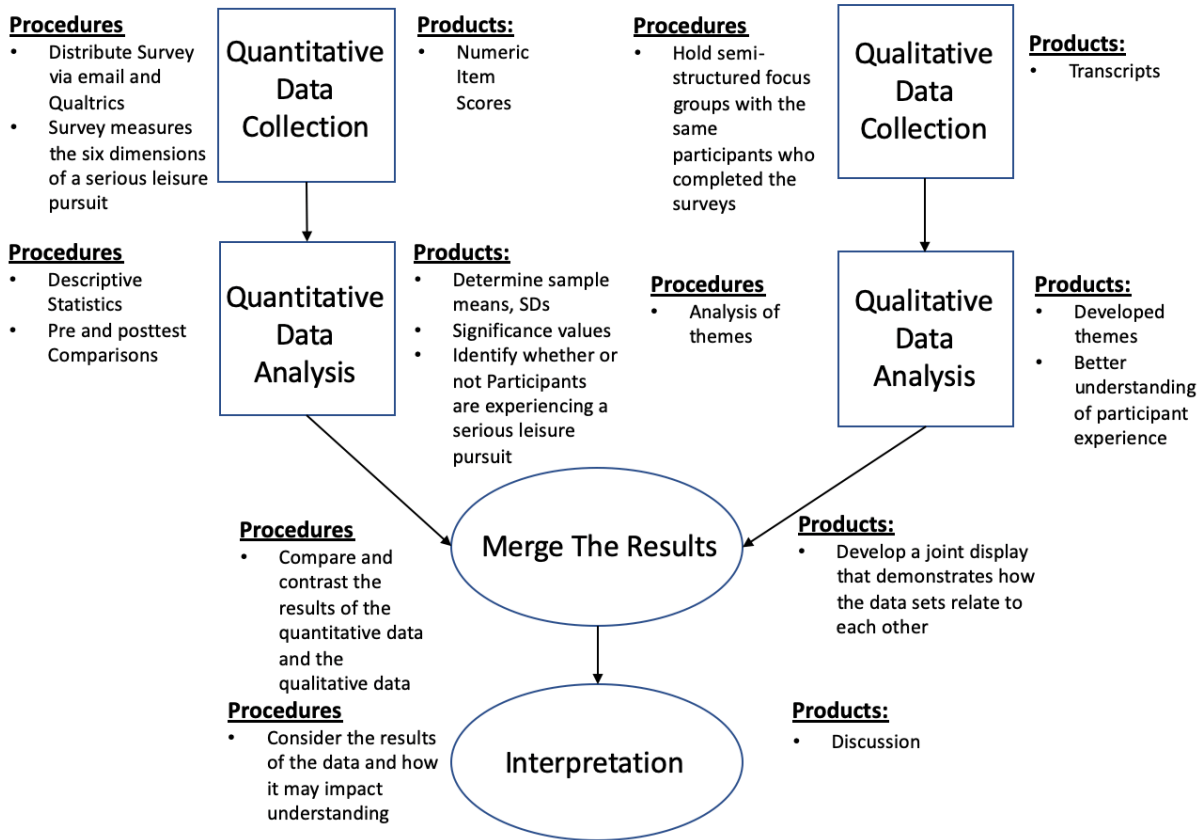 Procedures
• Distribute Survey
via email and
Qualtrics
• Survey measures
the six dimensions
of a serious leisure
pursuit
Quantitative
Data
Collection
Products:
• Numeric
Item
Scores
Procedures
• Hold semi-
structured focus
groups with the
same
participants who
completed the
surveys
Qualitative
Data
Collection
Products:
• Transcripts
Procedures
• Descriptive
Statistics
• Pre and posttest
Comparisons
Quantitative
Data
Analysis
Products:
• Determine sample
means, SDs
• Significance values
• Identify whether or
not Participants
are experiencing a
serious leisure
pursuit
Procedures
• Analysis of
themes
Qualitative
Data
Analysis
Products:
• Developed
themes
• Better
understanding
of participant
experience
Procedures
• Compare and
contrast the
results of the
quantitative data
and the
qualitative data
Merge The Results
Products:
• Develop a joint display
that demonstrates how
the data sets relate to
each other
Procedures
• Consider the results
of the data and how
it may impact
understanding
Interpretation
Products:
• Discussion